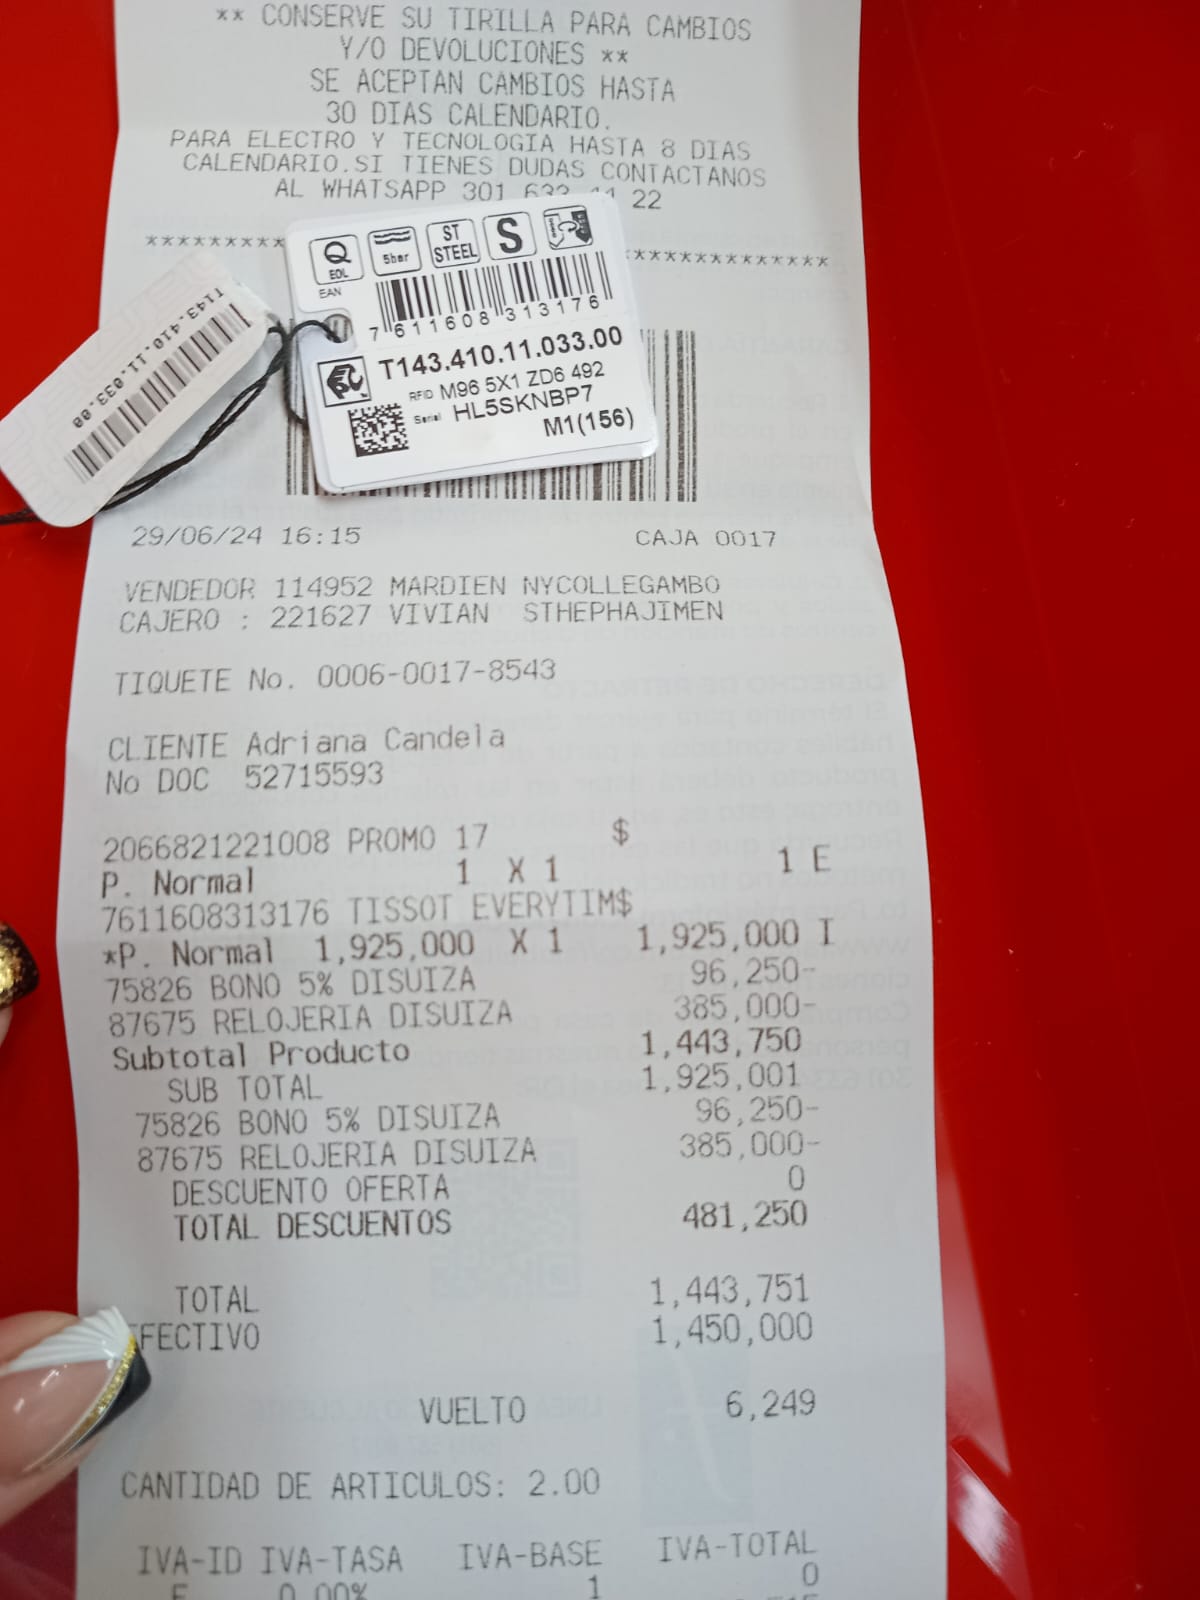 ** CONSERVE SU TIRILLA PARA CAMBIOS
Y/O DEVOLUCIONES **
SE ACEPTAN CAMBIOS HASTA
30 DIAS CALENDARIO.
PARA ELECTRO Y TECNOLOGIA HASTA 8 DIAS
CALENDARIO.SI TIENES DUDAS CONTACTANOS
AL WHATSAPP 301 633 22
Q EOL
5bar
ST STEEL
S
EAN
7 611608 313176
T143.410.11.033.00
RFID M96 5X1 ZD6 492
Serial HL5SKNBP7
M1(156)
T143.410.11.033.00
29/06/24 16:15 CAJA 0017
VENDEDOR 114952 MARDIEN NYCOLLEGAMBO
CAJERO : 221627 VIVIAN STHEPHAJIMEN
TIQUETE No. 0006-0017-8543
CLIENTE Adriana Candela
No DOC 52715593
2066821221008 PROMO 17 $
P. Normal 1 X 1 1 E
7611608313176 TISSOT EVERYTIM$
*P. Normal 1,925,000 X 1 1,925,000 I
75826 BONO 5% DISUIZA 96,250-
87675 RELOJERIA DISUIZA 385,000-
Subtotal Producto 1,443,750
SUB TOTAL 1,925,001
75826 BONO 5% DISUIZA 96,250-
87675 RELOJERIA DISUIZA 385,000-
DESCUENTO OFERTA 0
TOTAL DESCUENTOS 481,250
TOTAL 1,443,751
EFECTIVO 1,450,000
VUELTO 6,249
CANTIDAD DE ARTICULOS: 2.00
IVA-ID IVA-TASA IVA-BASE IVA-TOTAL
E 0.00% 1 0